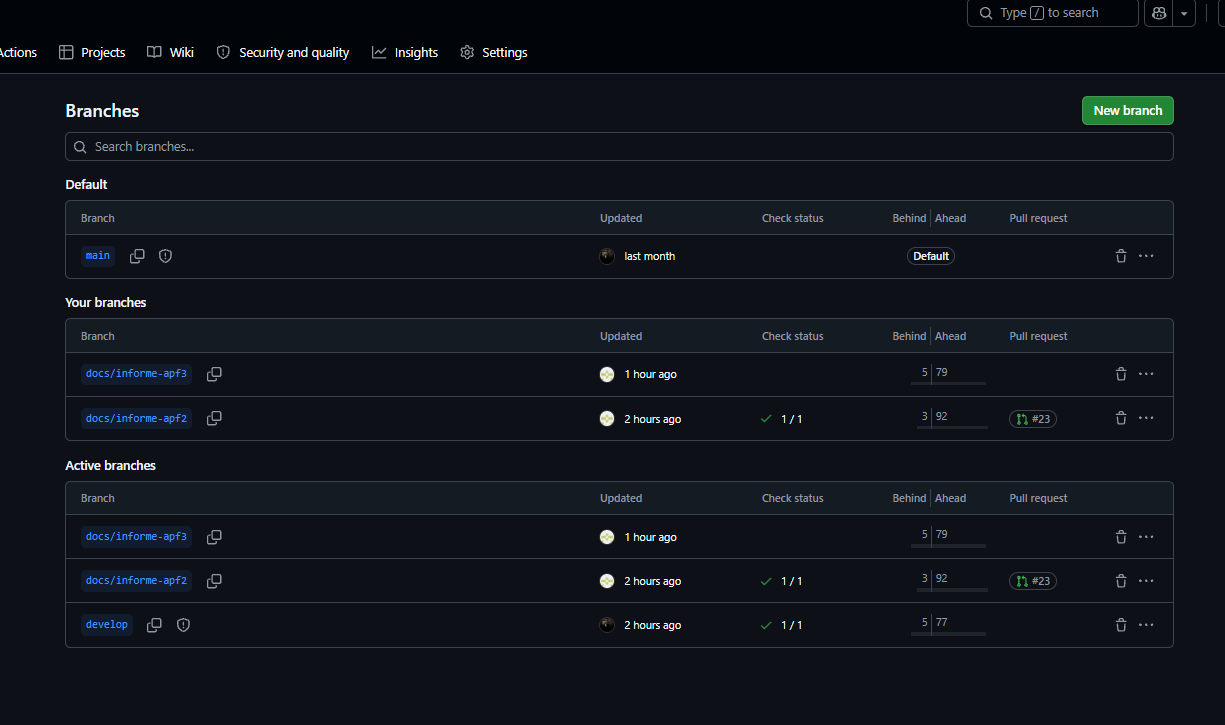 Type / to search
Actions Projects Wiki Security and quality Insights Settings
Branches
New branch
Search branches...
Default
Branch Updated Check status Behind Ahead Pull request
main last month Default
Your branches
Branch Updated Check status Behind Ahead Pull request
docs/informe-apf3 1 hour ago 5 79
docs/informe-apf2 2 hours ago 1 / 1 3 92 #23
Active branches
Branch Updated Check status Behind Ahead Pull request
docs/informe-apf3 1 hour ago 5 79
docs/informe-apf2 2 hours ago 1 / 1 3 92 #23
develop 2 hours ago 1 / 1 5 77